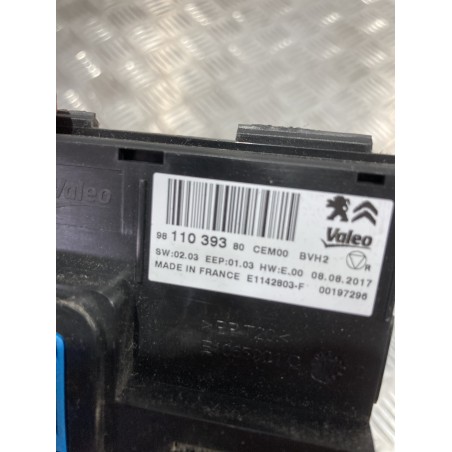 Valeo
98 110 393 80 CEM00 BVH2
Valeo
SW:02.03 EEP:01.03 HW:E.00 08.08.2017
R
MADE IN FRANCE E1142803-F 00197296